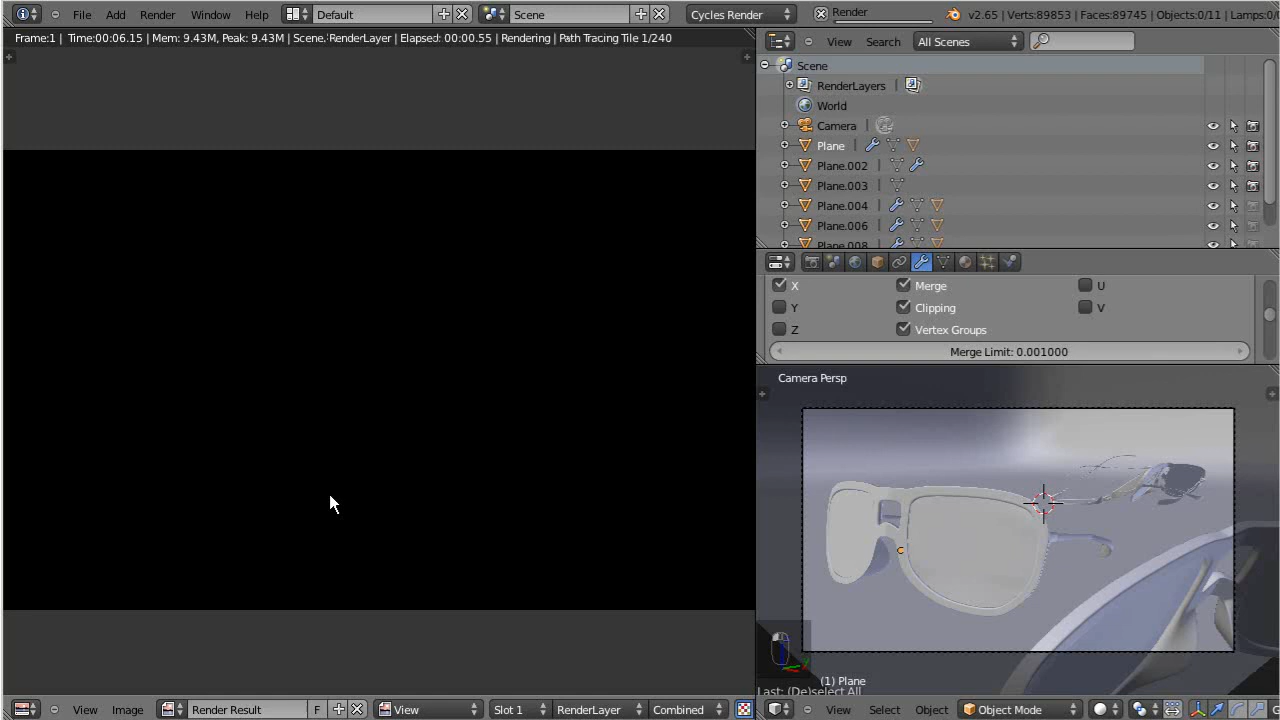 File Add Render Window Help Default Scene Cycles Render Render v2.65 | Verts:89853 | Faces:89745 | Objects:0/11 | Lamps:0/
Frame:1 | Time:00:06.15 | Mem: 9.43M, Peak: 9.43M | Scene, RenderLayer | Elapsed: 00:00.55 | Rendering | Path Tracing Tile 1/240
View Search All Scenes
Scene
RenderLayers |
World
Camera |
Plane |
Plane.002 |
Plane.003 |
Plane.004 |
Plane.006 |
Plane.008 |
X Merge U
Y Clipping V
Z Vertex Groups
Merge Limit: 0.001000
Camera Persp
(1) Plane
Last: (De)select All
View Image Render Result F View Slot 1 RenderLayer Combined
View Select Object Object Mode G